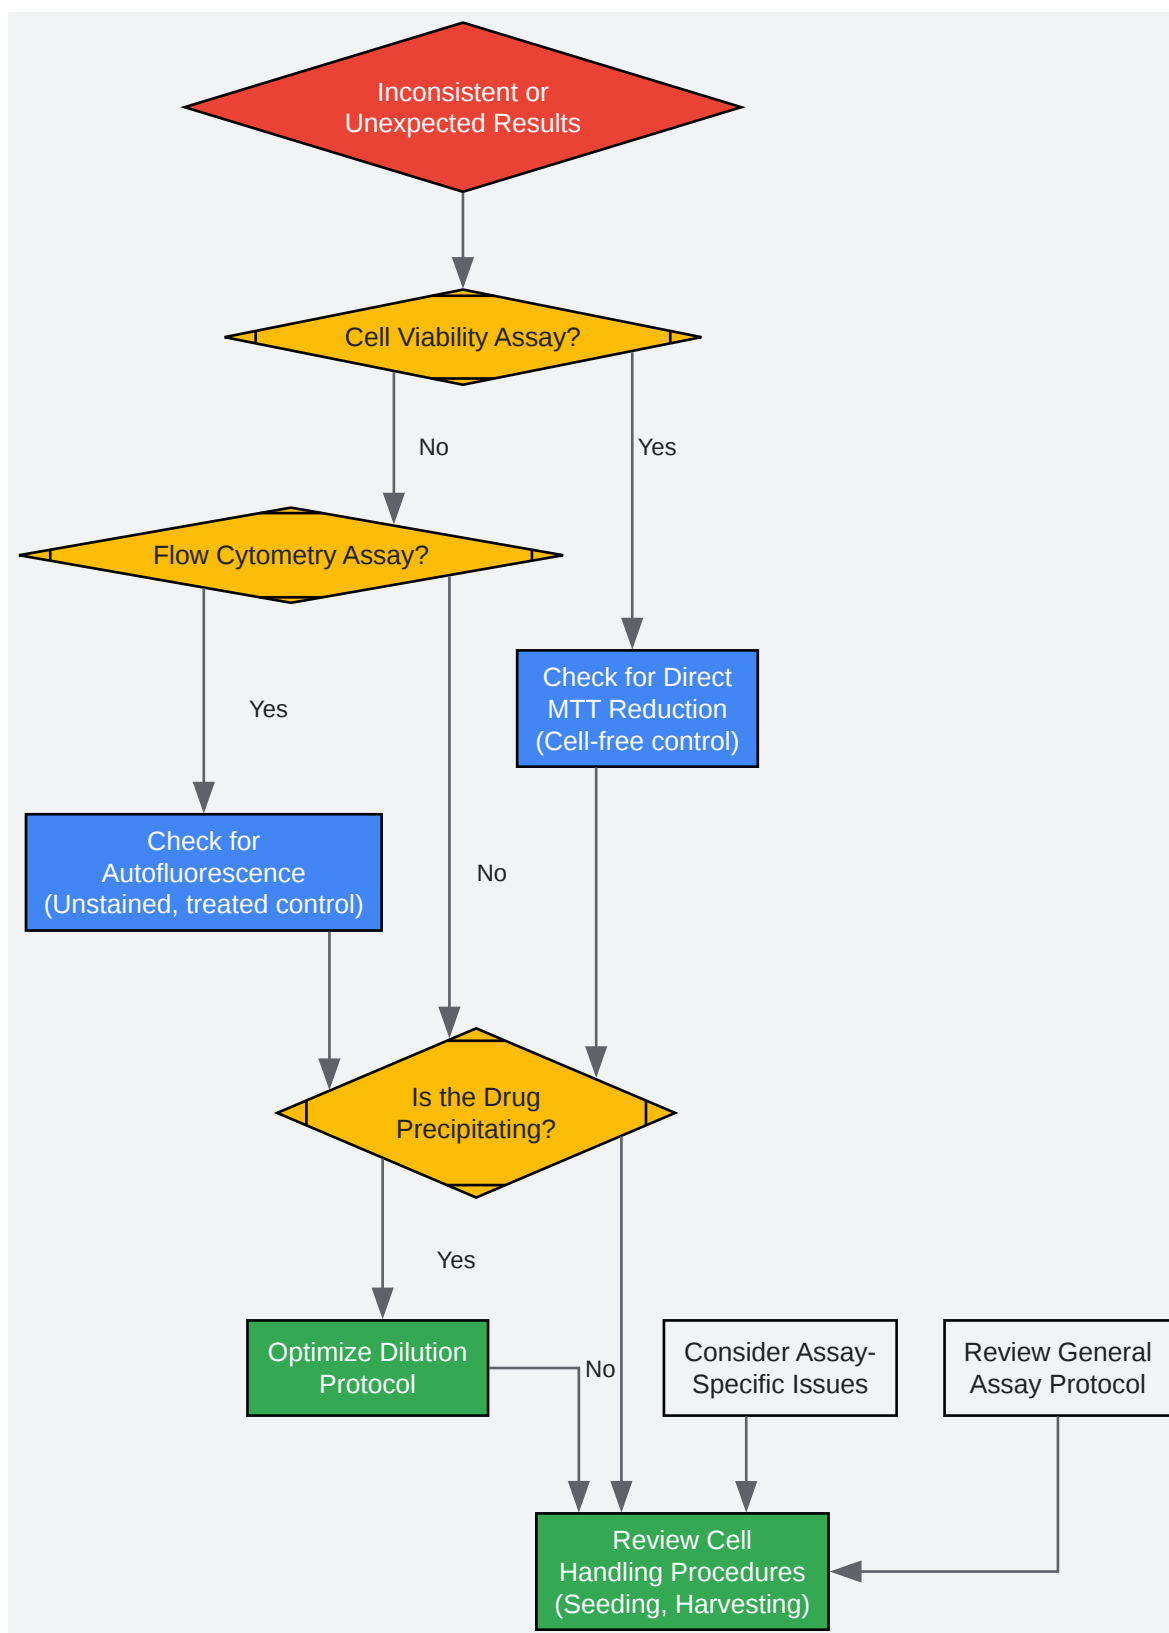 Inconsistent or
Unexpected Results
Cell Viability Assay?
No
Yes
Flow Cytometry Assay?
Check for Direct
MTT Reduction
(Cell-free control)
Yes
Check for
Autofluorescence
(Unstained, treated control)
No
Is the Drug
Precipitating?
Yes
Optimize Dilution
Protocol
No
Consider Assay-
Specific Issues
Review General
Assay Protocol
Review Cell
Handling Procedures
(Seeding, Harvesting)